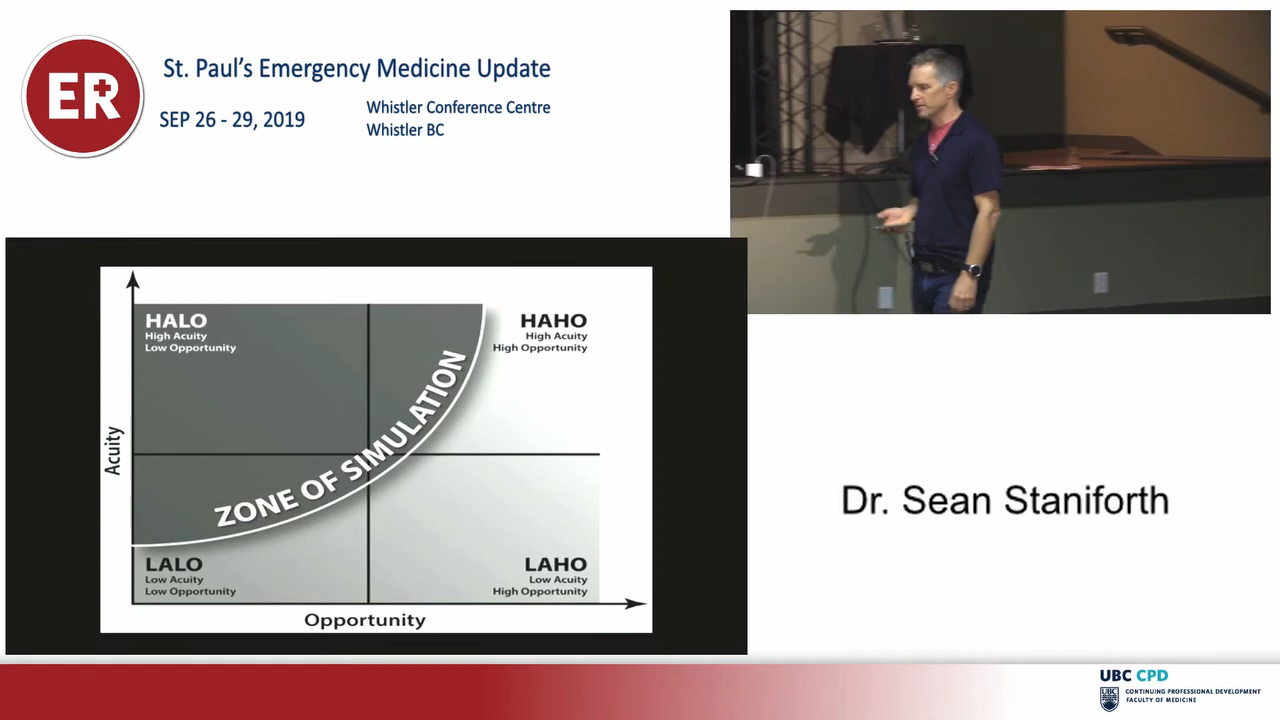 ER
St. Paul's Emergency Medicine Update
SEP 26 - 29, 2019
Whistler Conference Centre
Whistler BC
HALO
High Acuity
Low Opportunity
HAHO
High Acuity
High Opportunity
ZONE OF SIMULATION
Acuity
LALO
Low Acuity
Low Opportunity
LAHO
Low Acuity
High Opportunity
Opportunity
Dr. Sean Staniforth
UBC CPD
UBC
CONTINUING PROFESSIONAL DEVELOPMENT
FACULTY OF MEDICINE